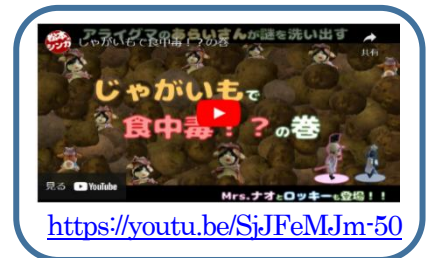 アライグマのあらいさんが謎を洗い出す
松本シンガ じゃがいもで食中毒！？の巻
共有
じゃがいもで
食中毒！？の巻
見る YouTube
Mrs.ナオとロッキーも登場！！
https://youtu.be/SjJFeMJm-50